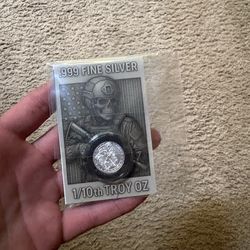 .999 FINE SILVER
1/10th TROY OZ